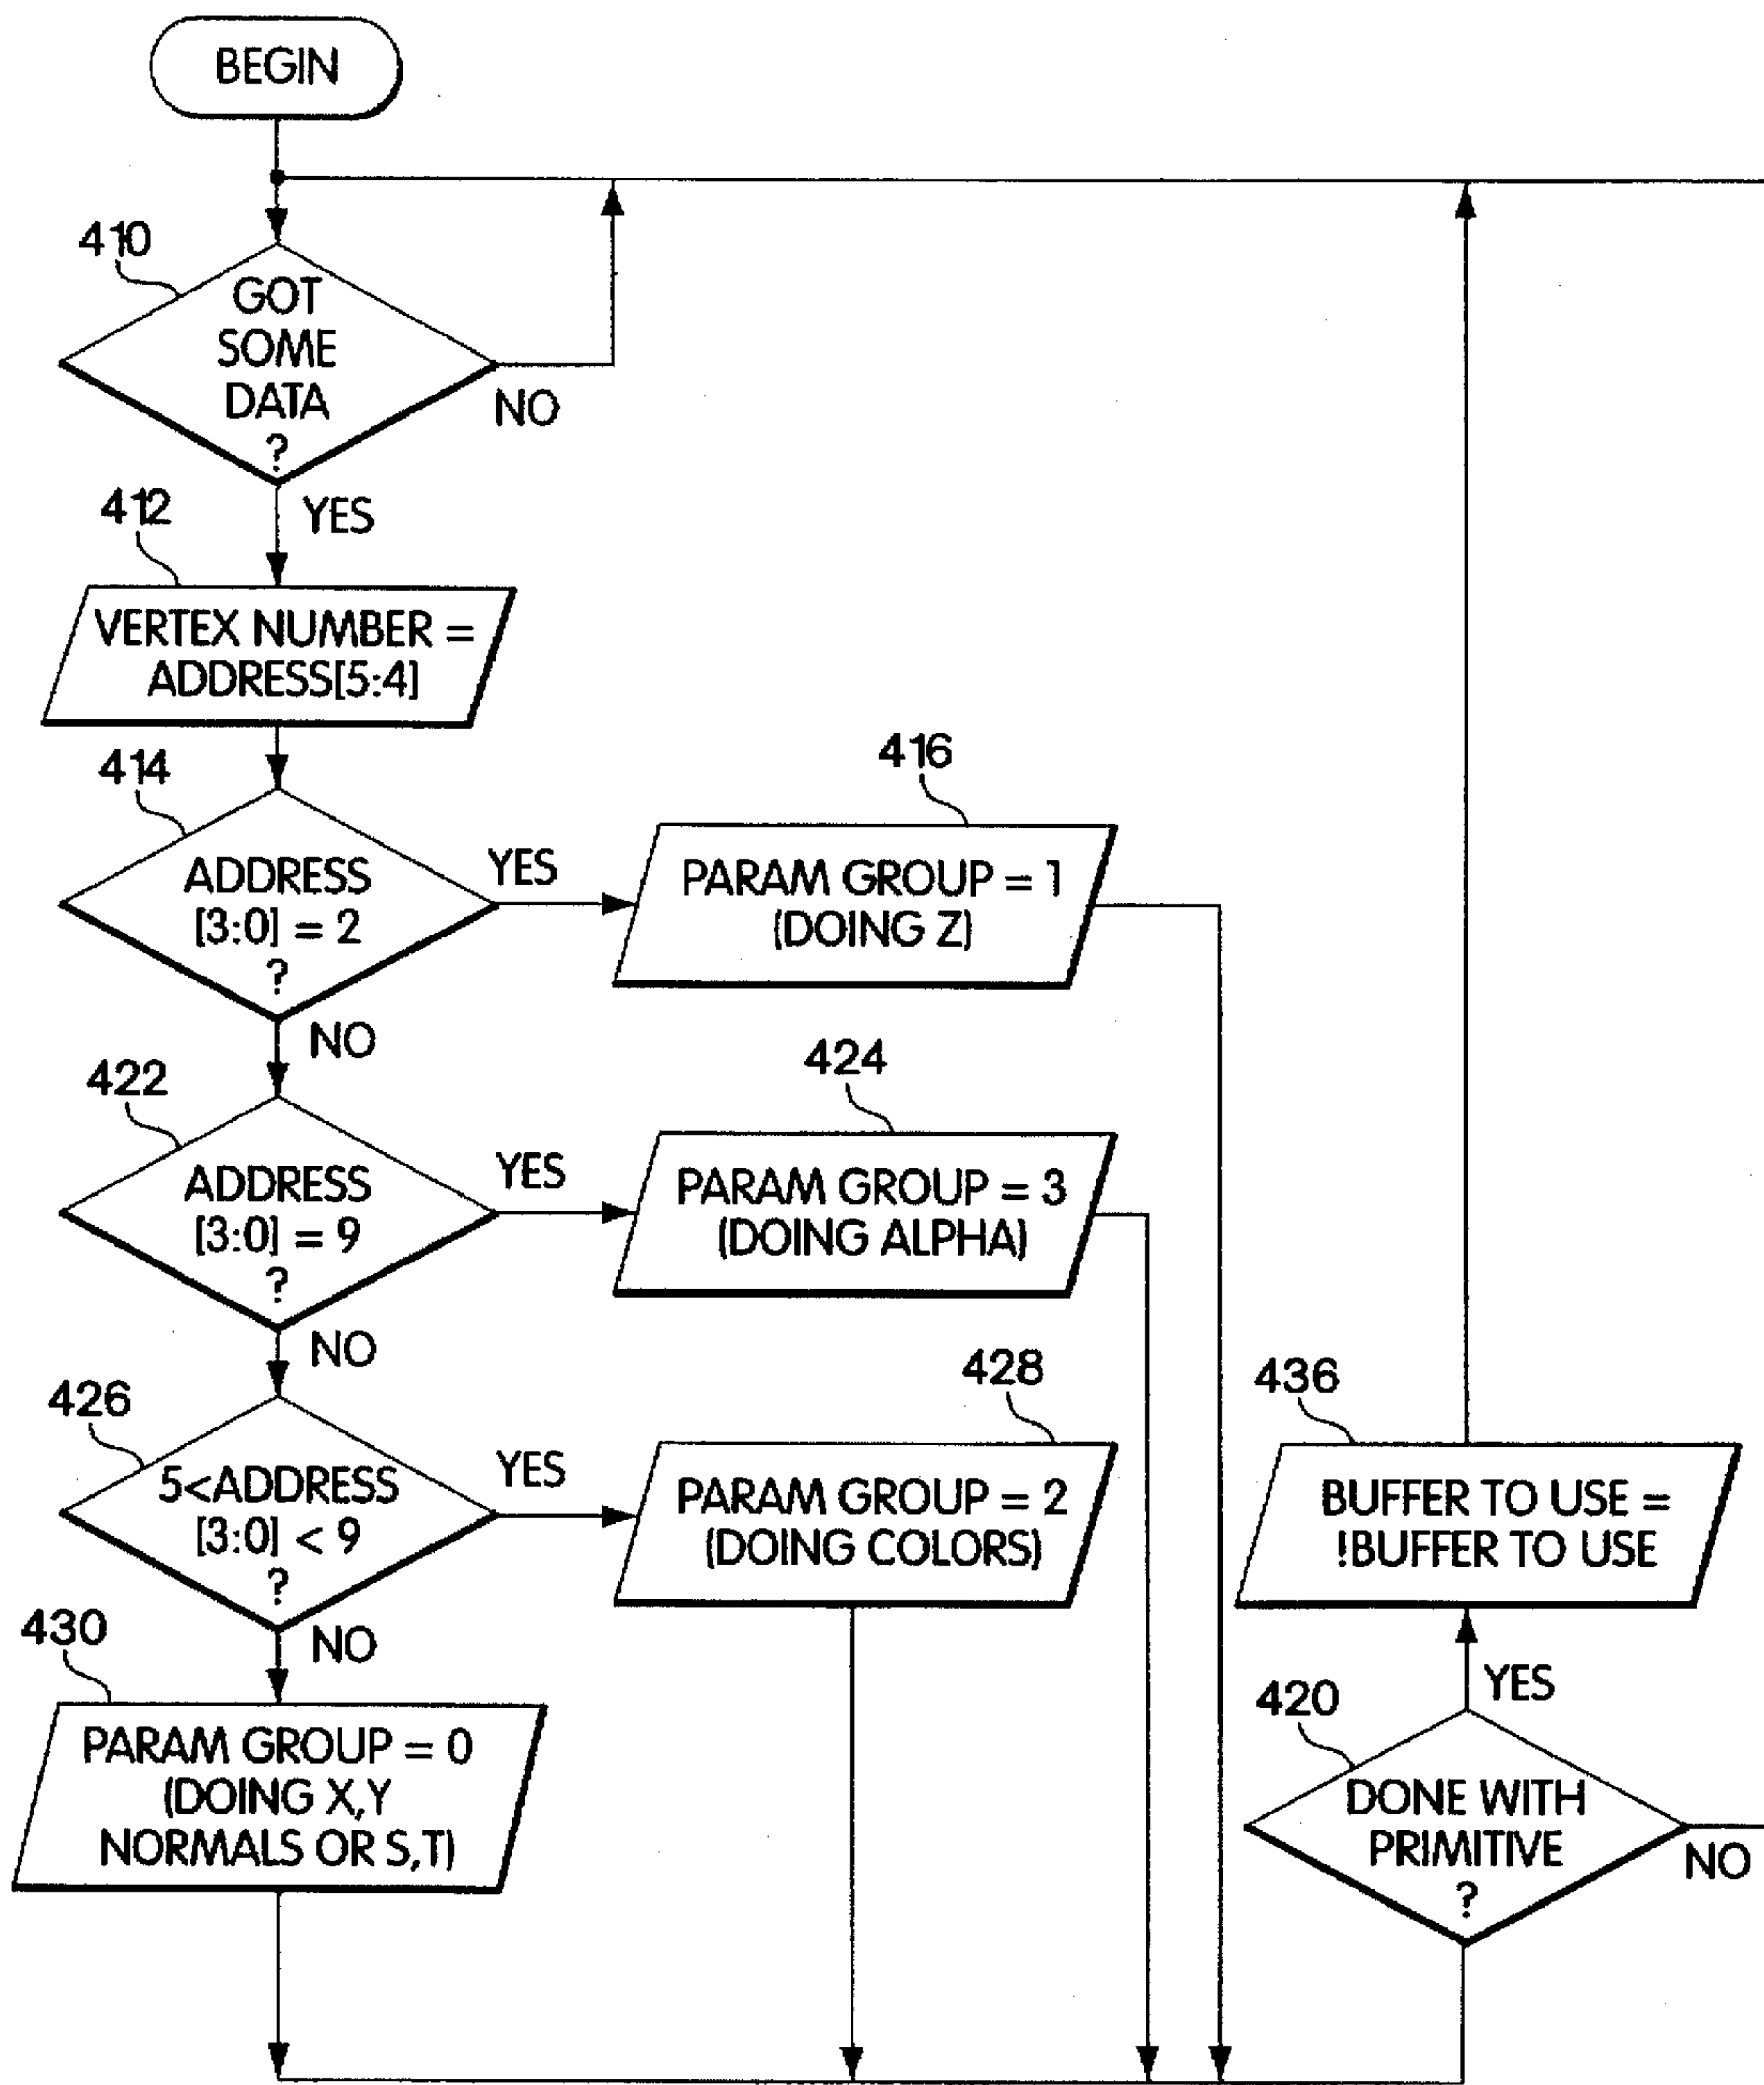 BEGIN
410
GOT
SOME
DATA
?
NO
YES
412
VERTEX NUMBER =
ADDRESS[5:4]
414
ADDRESS
[3:0] = 2
?
YES
NO
416
PARAM GROUP = 1
(DOING Z)
422
ADDRESS
[3:0] = 9
?
YES
NO
424
PARAM GROUP = 3
(DOING ALPHA)
426
5<ADDRESS
[3:0] < 9
?
YES
NO
428
PARAM GROUP = 2
(DOING COLORS)
430
PARAM GROUP = 0
(DOING X,Y
NORMALS OR S,T)
436
BUFFER TO USE =
!BUFFER TO USE
YES
420
DONE WITH
PRIMITIVE
?
NO